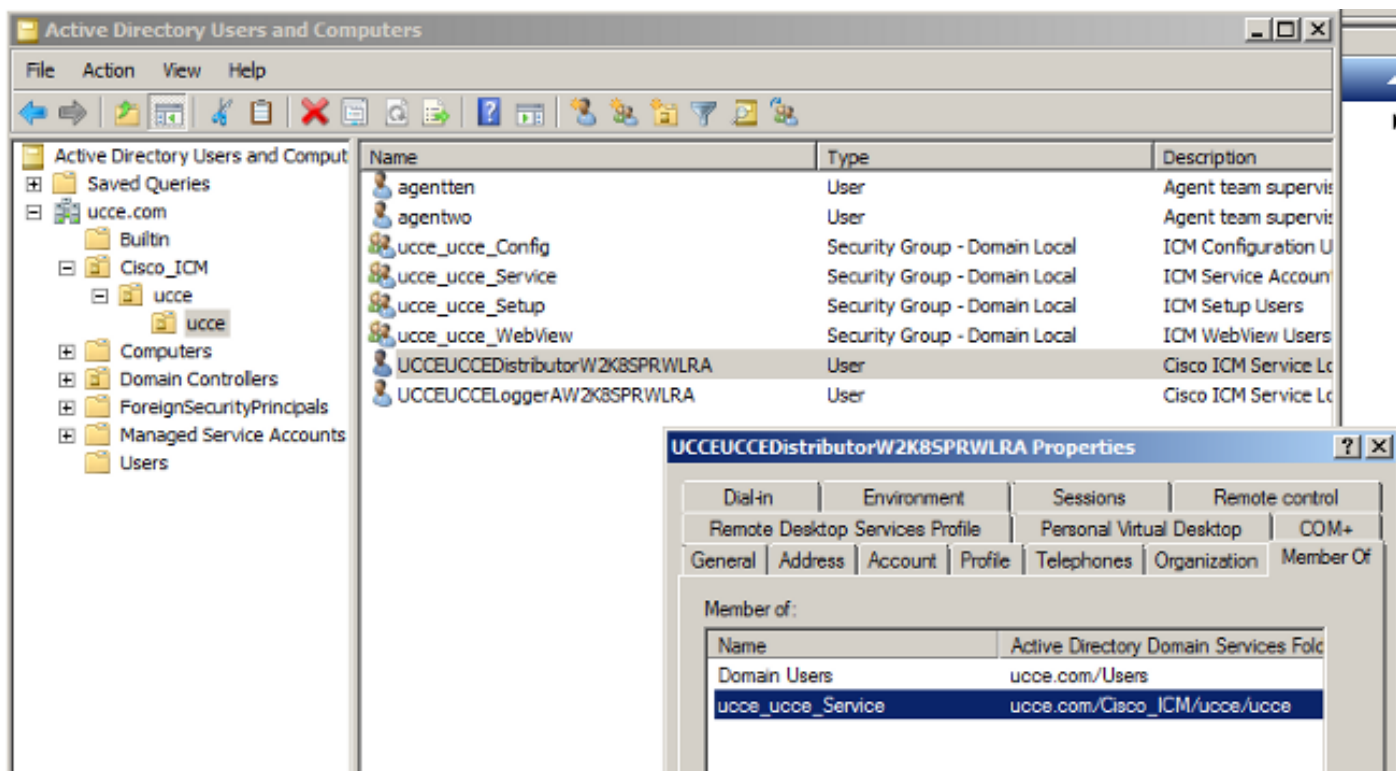 Active Directory Users and Computers
File Action View Help
Active Directory Users and Comput
Saved Queries
ucce.com
Builtin
Cisco_ICM
ucce
ucce
Computers
Domain Controllers
ForeignSecurityPrincipals
Managed Service Accounts
Users
Name Type Description
agentten User Agent team supervis
agentwo User Agent team supervis
ucce_ucce_Config Security Group - Domain Local ICM Configuration U
ucce_ucce_Service Security Group - Domain Local ICM Service Accoun
ucce_ucce_Setup Security Group - Domain Local ICM Setup Users
ucce_ucce_WebView Security Group - Domain Local ICM WebView Users
UCCEUCCEDistributorW2K8SPRWLRA User Cisco ICM Service Lo
UCCEUCCELoggerAW2K8SPRWLRA User Cisco ICM Service Lo
UCCEUCCEDistributorW2K8SPRWLRA Properties
Dial-in Environment Sessions Remote control
Remote Desktop Services Profile Personal Virtual Desktop COM+
General Address Account Profile Telephones Organization Member Of
Member of:
Name Active Directory Domain Services Fold
Domain Users ucce.com/Users
ucce_ucce_Service ucce.com/Cisco_ICM/ucce/ucce